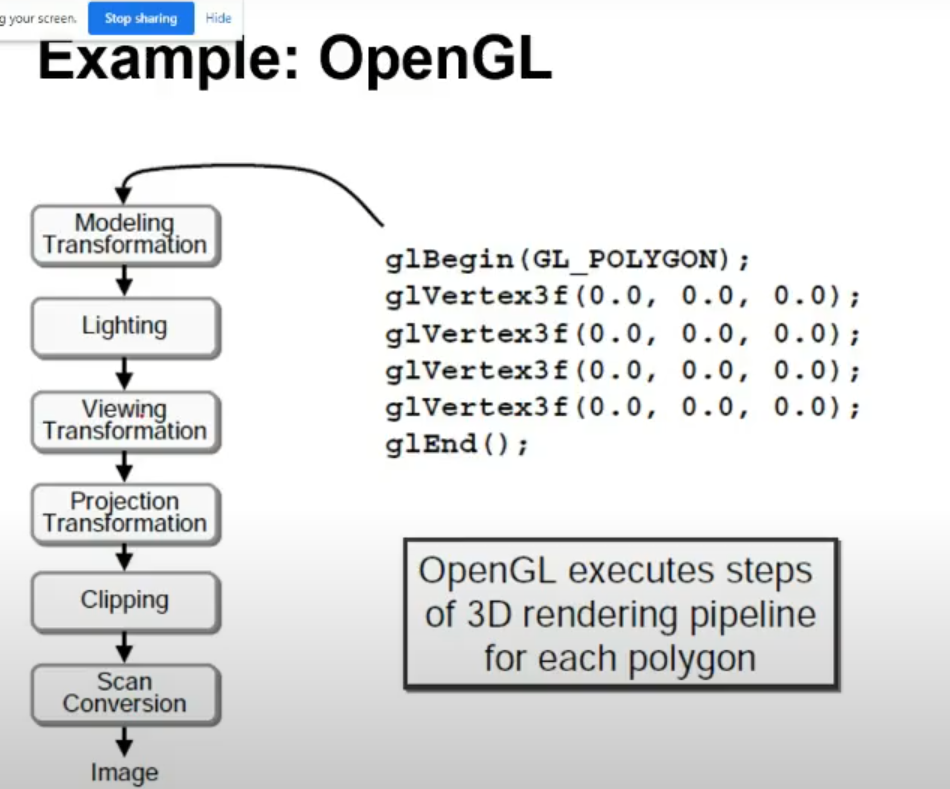 g your screen.
Stop sharing
Hide
Example: OpenGL
Modeling
Transformation
Lighting
Viewing
Transformation
Projection
Transformation
Clipping
Scan
Conversion
Image
glBegin(GL_POLYGON);
glVertex3f(0.0, 0.0, 0.0);
glVertex3f(0.0, 0.0, 0.0);
glVertex3f(0.0, 0.0, 0.0);
glVertex3f(0.0, 0.0, 0.0);
glEnd();
OpenGL executes steps
of 3D rendering pipeline
for each polygon